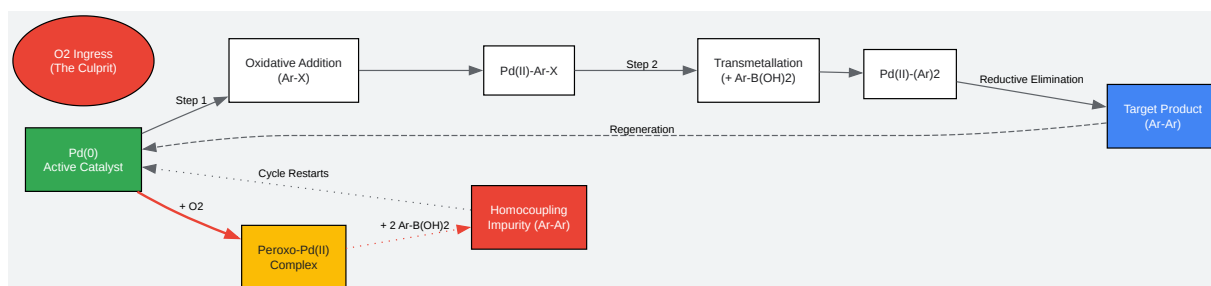 O2 Ingress
(The Culprit)
Oxidative Addition
(Ar-X)
Pd(II)-Ar-X
Step 2
Transmetallation
(+ Ar-B(OH)2)
Pd(II)-(Ar)2
Reductive Elimination
Target Product
(Ar-Ar)
Step 1
Regeneration
Pd(0)
Active Catalyst
Cycle Restarts
+ O2
Homocoupling
Impurity (Ar-Ar)
+ 2 Ar-B(OH)2
Peroxo-Pd(II)
Complex